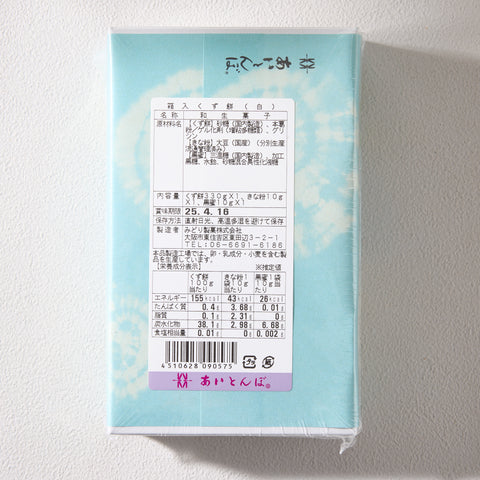 あいとんぼ®
箱入くず餅(白)
名称 和生菓子
原材料名 【くず餅】砂糖(国内製造)、本葛
粉/ゲル化剤(増粘多糖類)、グリ
シン
【きな粉】大豆(国産)(分別生産
流通管理済み)
【黒蜜】三温糖(国内製造)、加工
黒糖、水飴、砂糖混合異性化液糖
内容量 くず餅330gX1、きな粉10g
X1、黒蜜10gX1
賞味期限 25.4.16
保存方法 直射日光、高温多湿を避けて保存
製造者 みどり製菓株式会社
大阪市東住吉区東田辺3-2-1
TEL:06-6691-6186
本品製造工場では、卵・乳成分・小麦を含む製
品を生産しています。
【栄養成分表示】 ※推定値
くず餅100g当たり きな粉1袋10g当たり 黒蜜1袋10g当たり
エネルギー 155kcal 43kcal 26kcal
たんぱく質 0.4g 3.68g 0.01g
脂質 0.1g 2.31g 0g
炭水化物 38.1g 2.98g 6.68g
食塩相当量 0.01g 0g 0.002g
4510628090575
あいとんぼ®